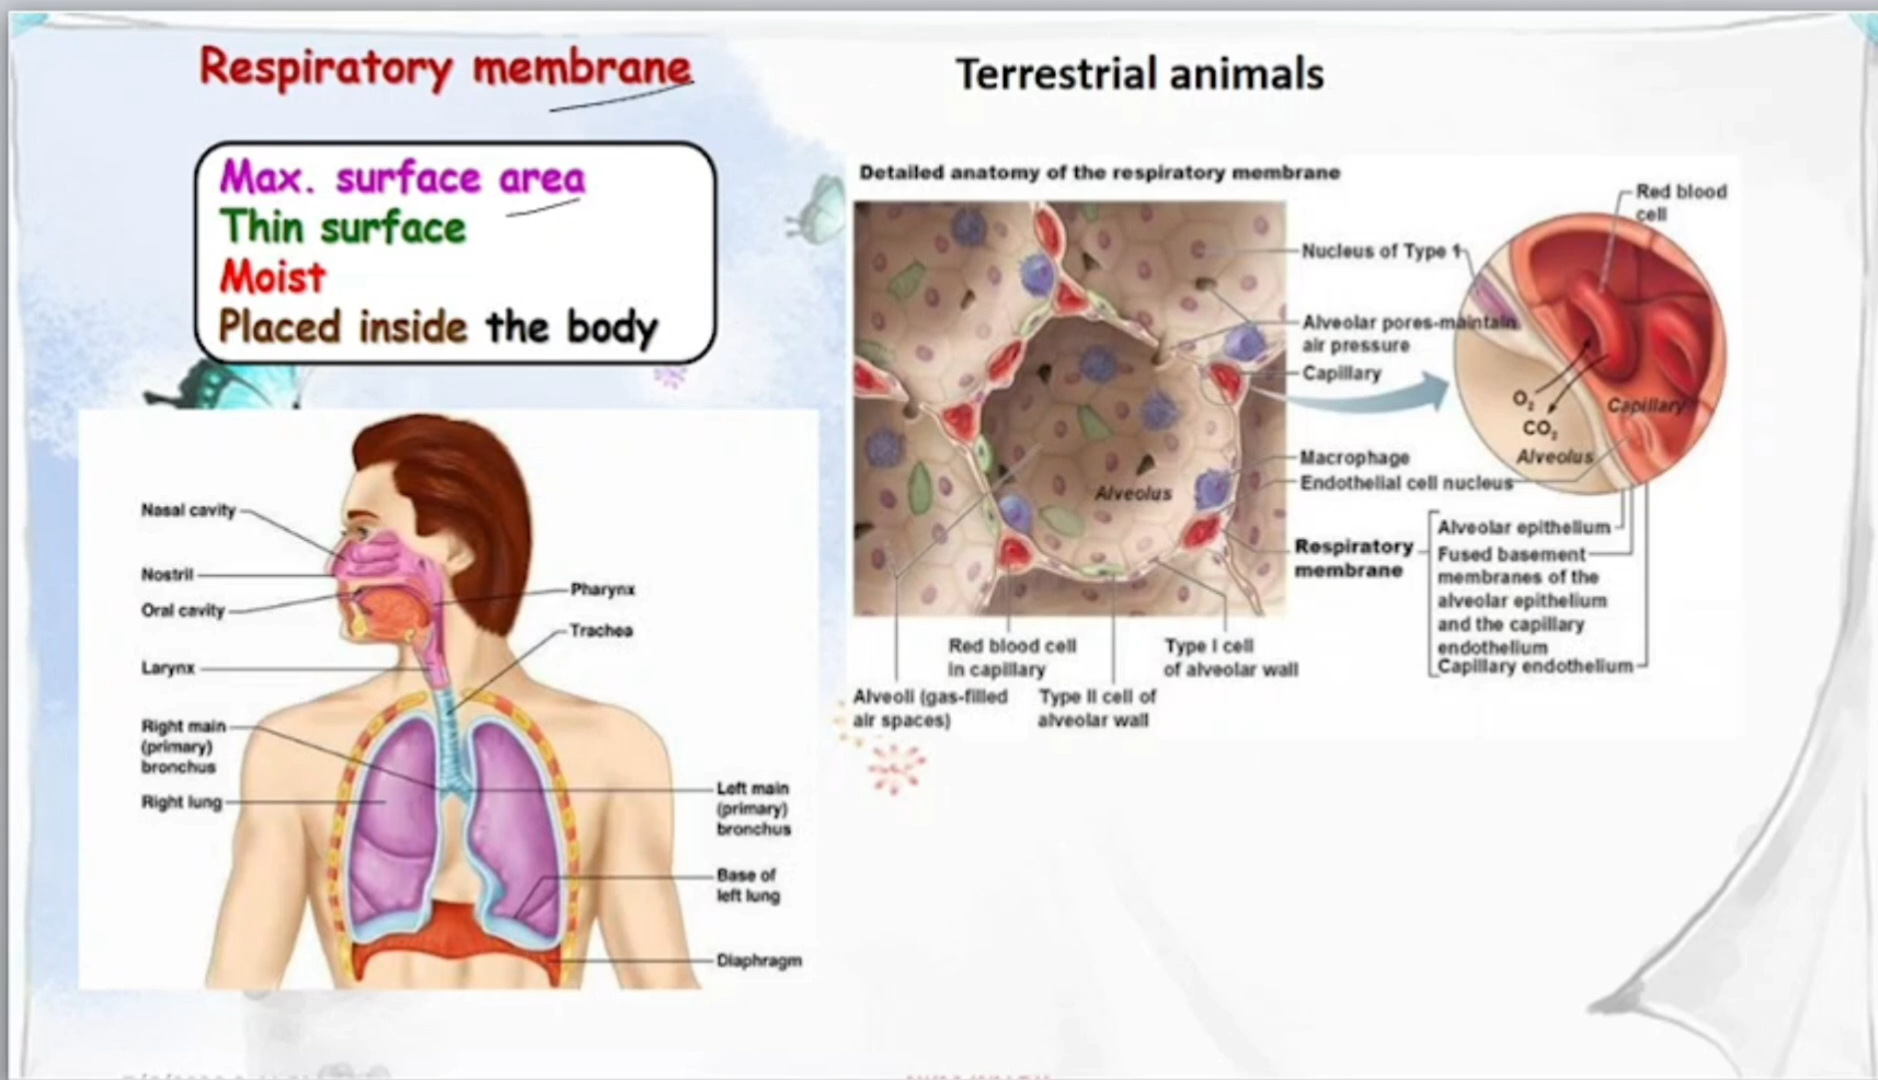 Respiratory membrane
Terrestrial animals
Max. surface area
Thin surface
Moist
Placed inside the body
Nasal cavity
Nostril
Oral cavity
Larynx
Right main
(primary)
bronchus
Right lung
Pharynx
Trachea
Left main
(primary)
bronchus
Base of
left lung
Diaphragm
Detailed anatomy of the respiratory membrane
Red blood
cell
Nucleus of Type 1
Alveolar pores-maintain
air pressure
Capillary
O2
CO2
Capillary
Alveolus
Macrophage
Endothelial cell nucleus
Alveolus
Respiratory
membrane
Alveolar epithelium
Fused basement
membranes of the
alveolar epithelium
and the capillary
endothelium
Capillary endothelium
Red blood cell
in capillary
Type I cell
of alveolar wall
Alveoli (gas-filled
air spaces)
Type II cell of
alveolar wall